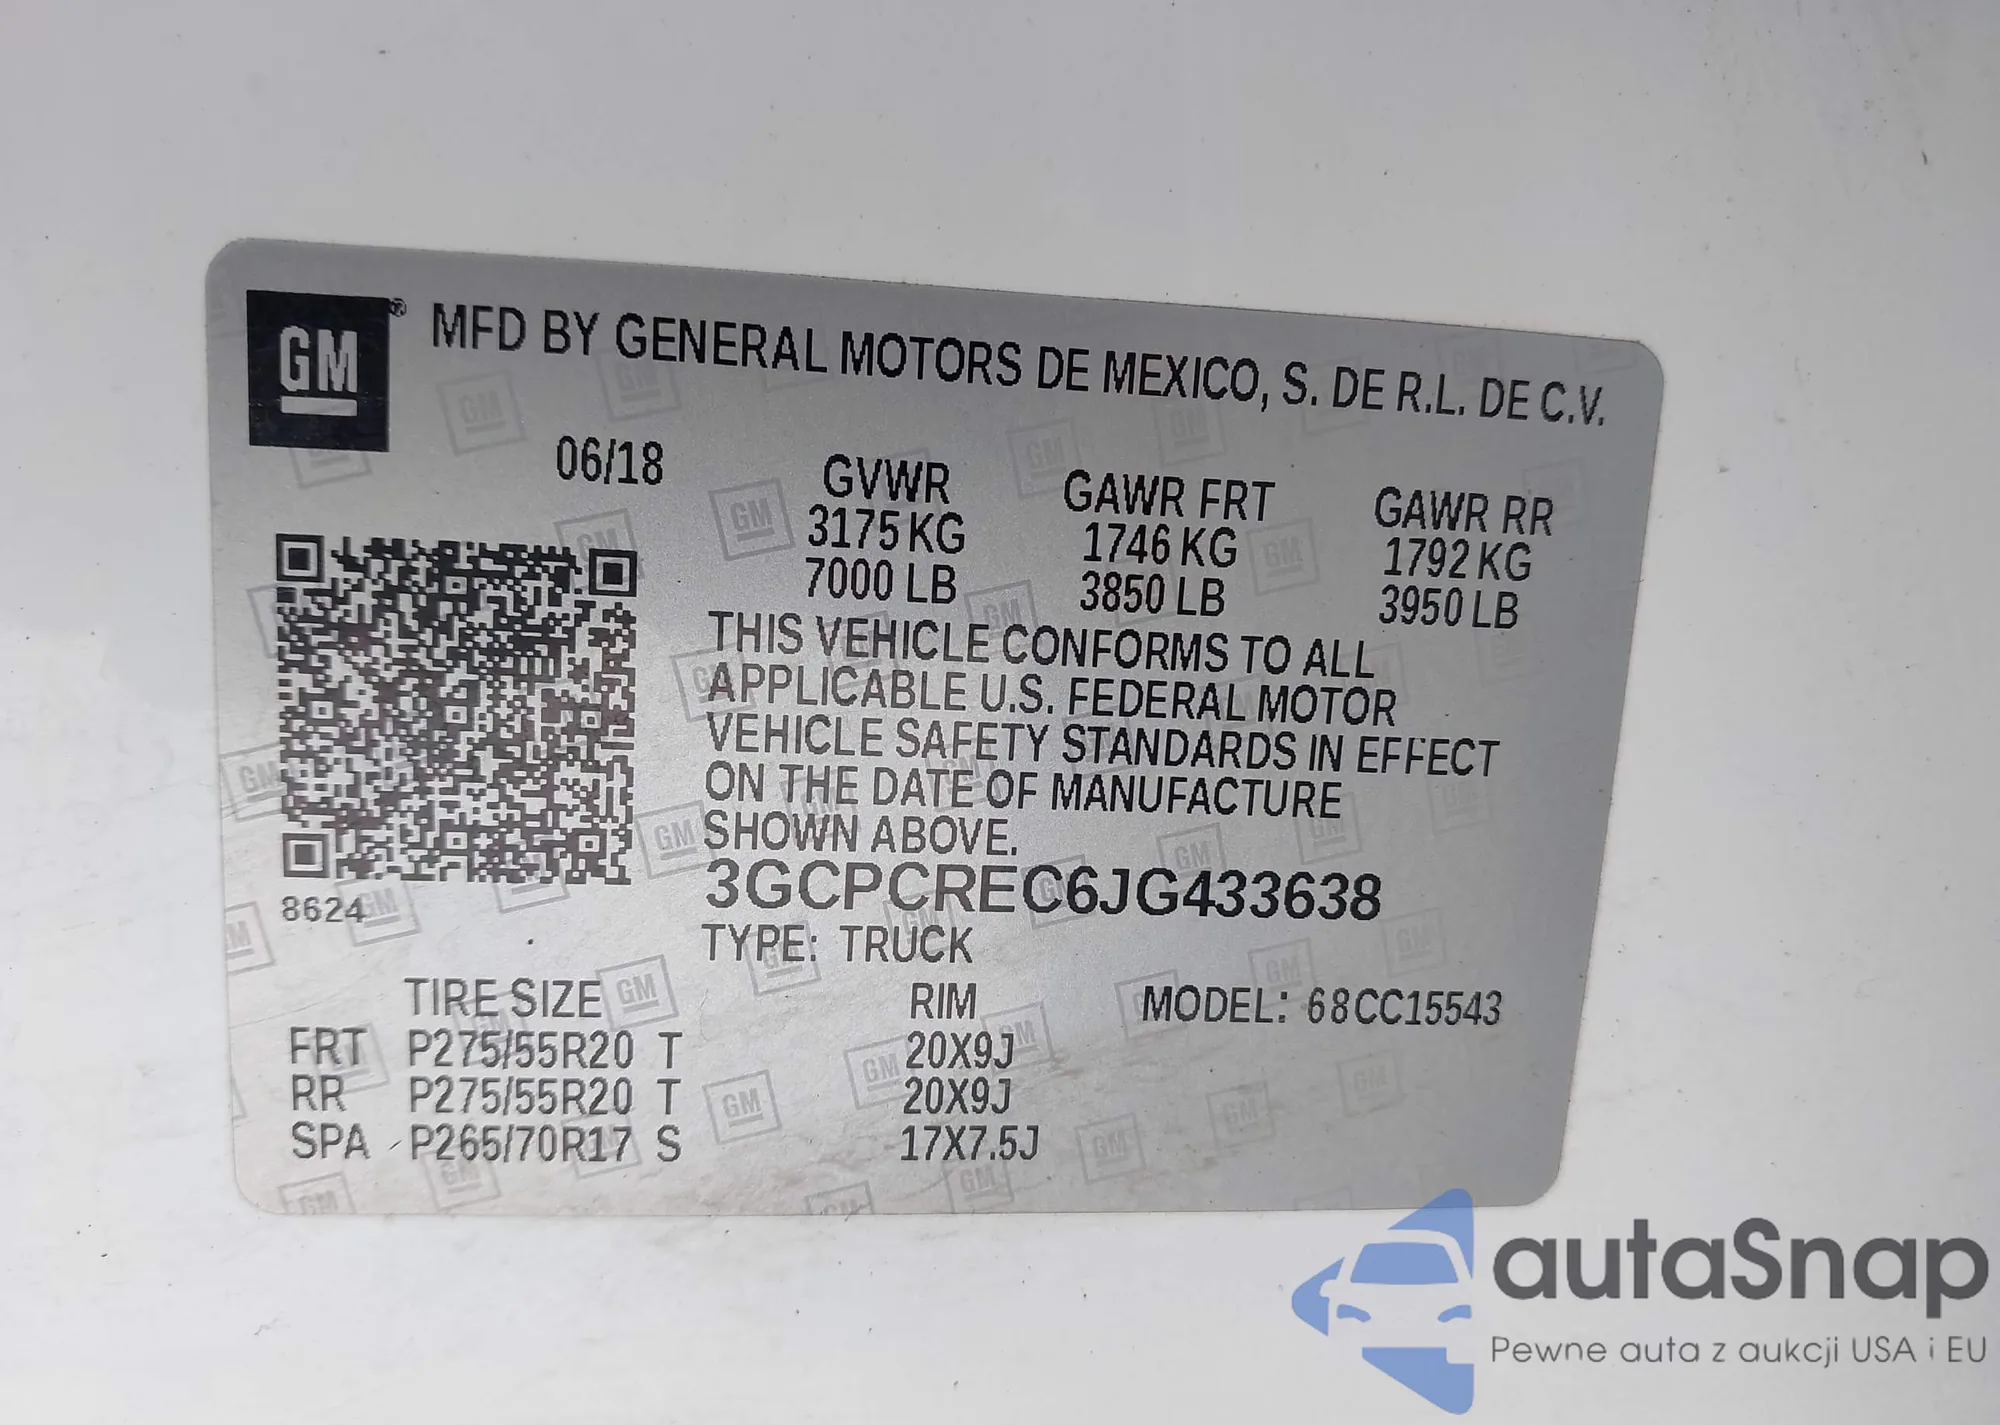 GM® MFD BY GENERAL MOTORS DE MEXICO, S. DE R.L. DE C.V.
06/18 GVWR GAWR FRT GAWR RR
3175 KG 1746 KG 1792 KG
7000 LB 3850 LB 3950 LB
THIS VEHICLE CONFORMS TO ALL
APPLICABLE U.S. FEDERAL MOTOR
VEHICLE SAFETY STANDARDS IN EFFECT
ON THE DATE OF MANUFACTURE
SHOWN ABOVE.
3GCPCREC6JG433638
8624
TYPE: TRUCK
TIRE SIZE RIM MODEL: 68CC15543
FRT P275/55R20 T 20X9J
RR P275/55R20 T 20X9J
SPA P265/70R17 S 17X7.5J
autaSnap
Pewne auta z aukcji USA i EU